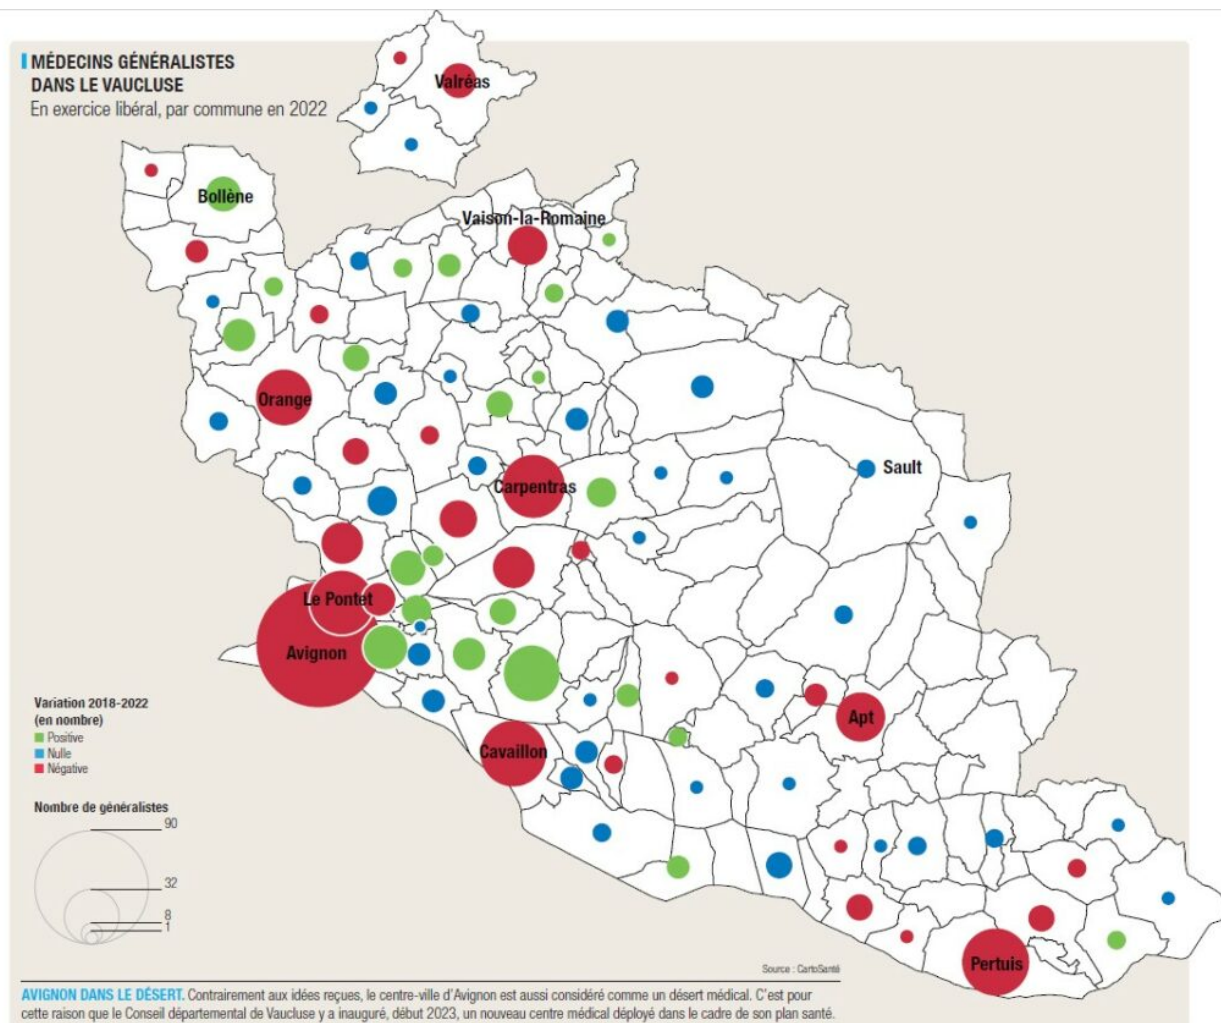 MÉDECINS GÉNÉRALISTES
DANS LE VAUCLUSE
En exercice libéral, par commune en 2022
Valréas
Bollène
Vaison-la-Romaine
Orange
Sault
Carpentras
Le Pontet
Avignon
Apt
Cavaillon
Pertuis
Variation 2018-2022
(en nombre)
Positive
Nulle
Négative
Nombre de généralistes
90
32
8
1
Source : CartoSanté
AVIGNON DANS LE DÉSERT. Contrairement aux idées reçues, le centre-ville d'Avignon est aussi considéré comme un désert médical. C'est pour
cette raison que le Conseil départemental de Vaucluse y a inauguré, début 2023, un nouveau centre médical déployé dans le cadre de son plan santé.